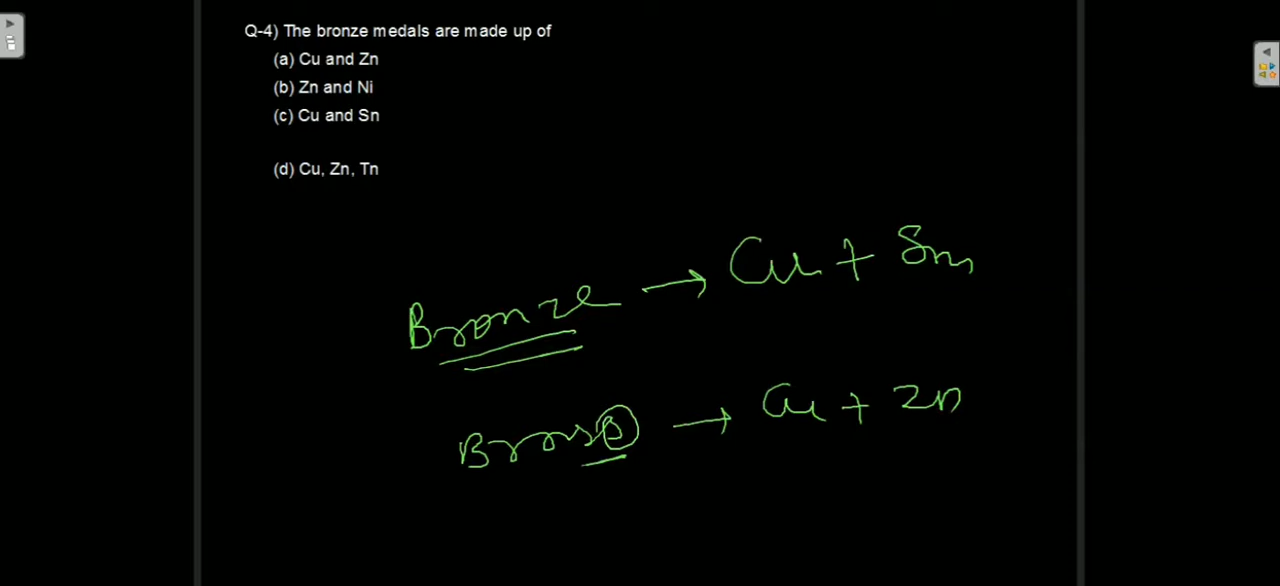 Q-4) The bronze medals are made up of
(a) Cu and Zn
(b) Zn and Ni
(c) Cu and Sn
(d) Cu, Zn, Tn
Bronze → Cu + Sn
Brass → Cu + Zn